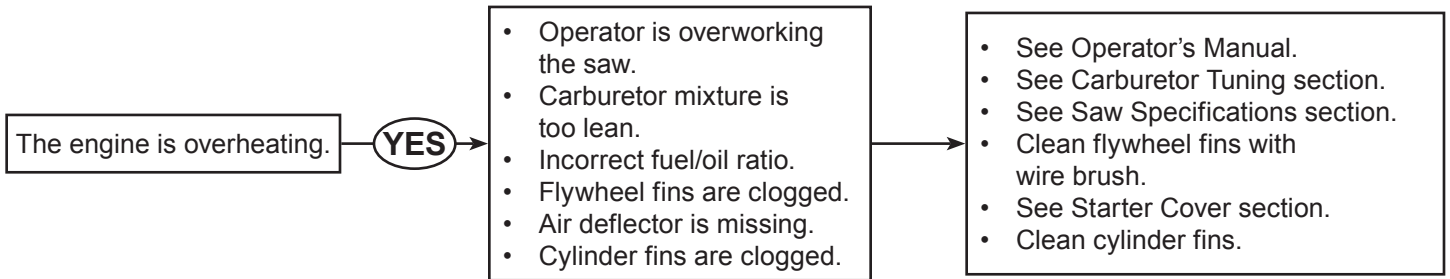 The engine is overheating.
YES
• Operator is overworking
the saw.
• Carburetor mixture is
too lean.
• Incorrect fuel/oil ratio.
• Flywheel fins are clogged.
• Air deflector is missing.
• Cylinder fins are clogged.
• See Operator’s Manual.
• See Carburetor Tuning section.
• See Saw Specifications section.
• Clean flywheel fins with
wire brush.
• See Starter Cover section.
• Clean cylinder fins.